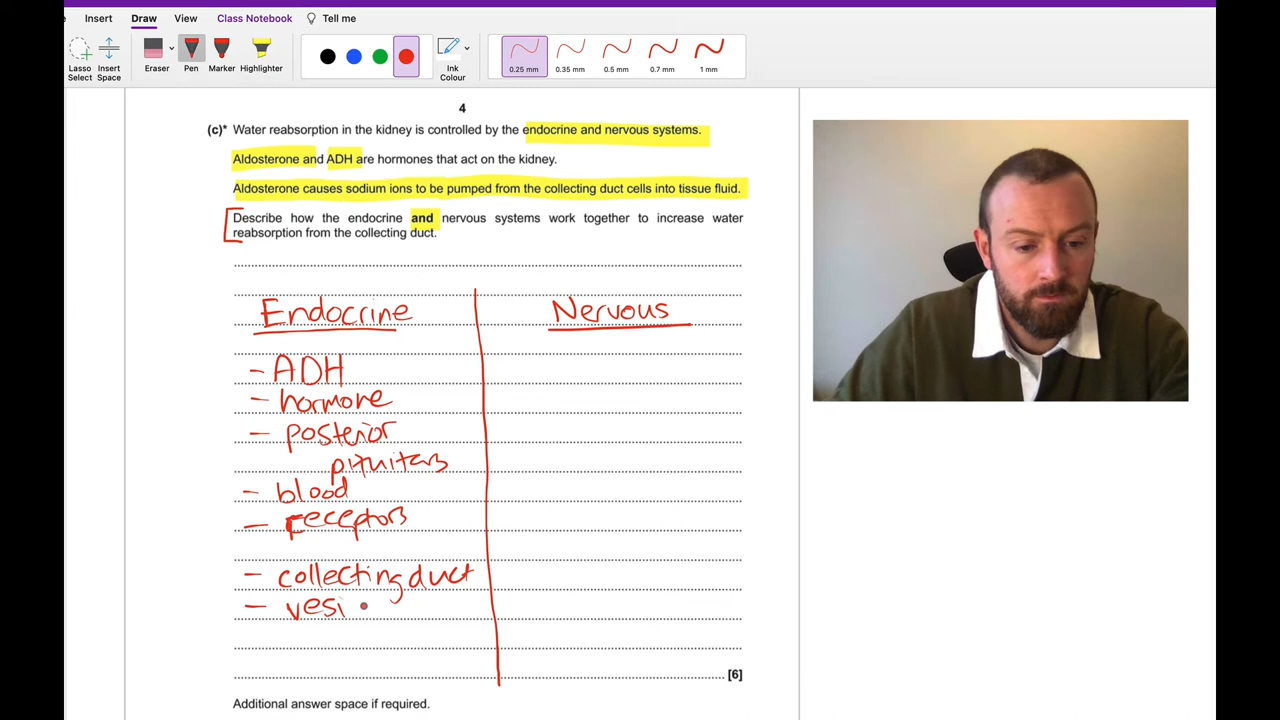 Insert Draw View Class Notebook Tell me
Lasso Select
Insert Space
Eraser
Pen
Marker
Highlighter
Ink Colour
0.25 mm
0.35 mm
0.5 mm
0.7 mm
1 mm
4
(c)* Water reabsorption in the kidney is controlled by the endocrine and nervous systems.
Aldosterone and ADH are hormones that act on the kidney.
Aldosterone causes sodium ions to be pumped from the collecting duct cells into tissue fluid.
Describe how the endocrine and nervous systems work together to increase water
reabsorption from the collecting duct.
Endocrine
Nervous
- ADH
- hormone
- posterior
pituitary
- blood
- receptors
- collecting duct
- vesi
[6]
Additional answer space if required.